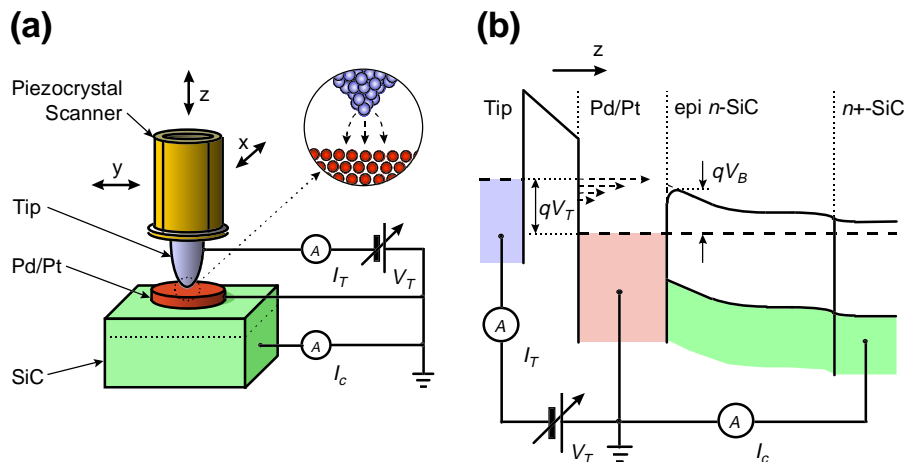 (a)
Piezocrystal
Scanner
z
x
y
Tip
Pd/Pt
SiC
A
I_T
V_T
A
I_c
(b)
z
Tip Pd/Pt epi n-SiC n+-SiC
qV_T
qV_B
A
I_T
V_T
A
I_c